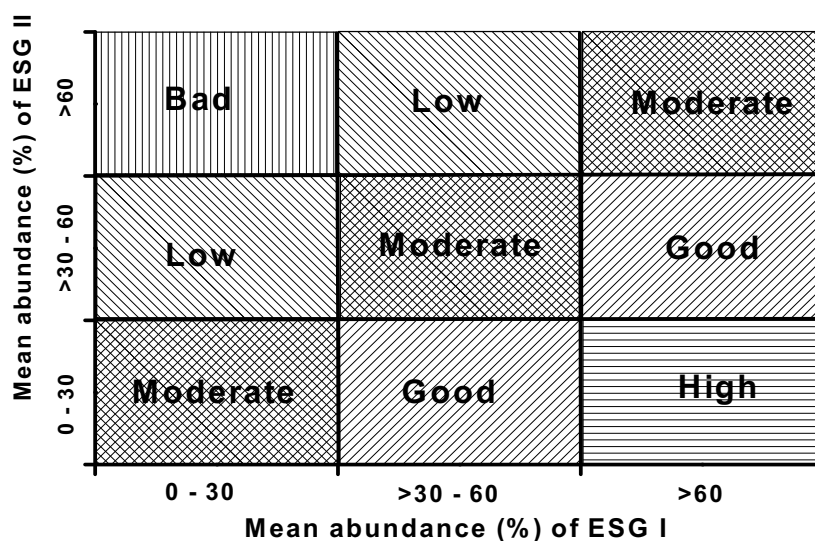 Mean abundance (%) of ESG II
>60
Bad
Low
Moderate
>30 - 60
Low
Moderate
Good
0 - 30
Moderate
Good
High
0 - 30
>30 - 60
>60
Mean abundance (%) of ESG I